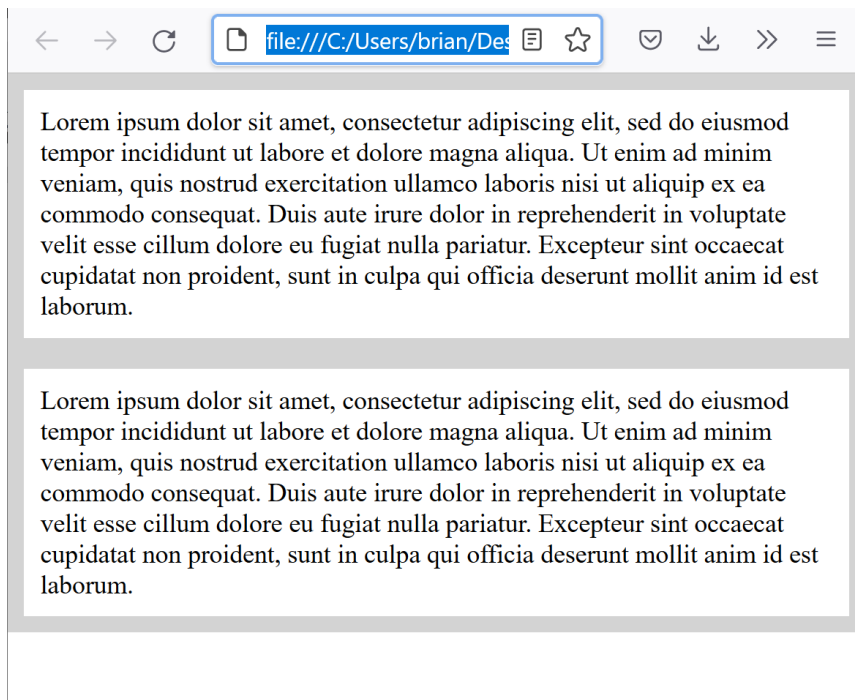 file:///C:/Users/brian/Des
Lorem ipsum dolor sit amet, consectetur adipiscing elit, sed do eiusmod
tempor incididunt ut labore et dolore magna aliqua. Ut enim ad minim
veniam, quis nostrud exercitation ullamco laboris nisi ut aliquip ex ea
commodo consequat. Duis aute irure dolor in reprehenderit in voluptate
velit esse cillum dolore eu fugiat nulla pariatur. Excepteur sint occaecat
cupidatat non proident, sunt in culpa qui officia deserunt mollit anim id est
laborum.
Lorem ipsum dolor sit amet, consectetur adipiscing elit, sed do eiusmod
tempor incididunt ut labore et dolore magna aliqua. Ut enim ad minim
veniam, quis nostrud exercitation ullamco laboris nisi ut aliquip ex ea
commodo consequat. Duis aute irure dolor in reprehenderit in voluptate
velit esse cillum dolore eu fugiat nulla pariatur. Excepteur sint occaecat
cupidatat non proident, sunt in culpa qui officia deserunt mollit anim id est
laborum.